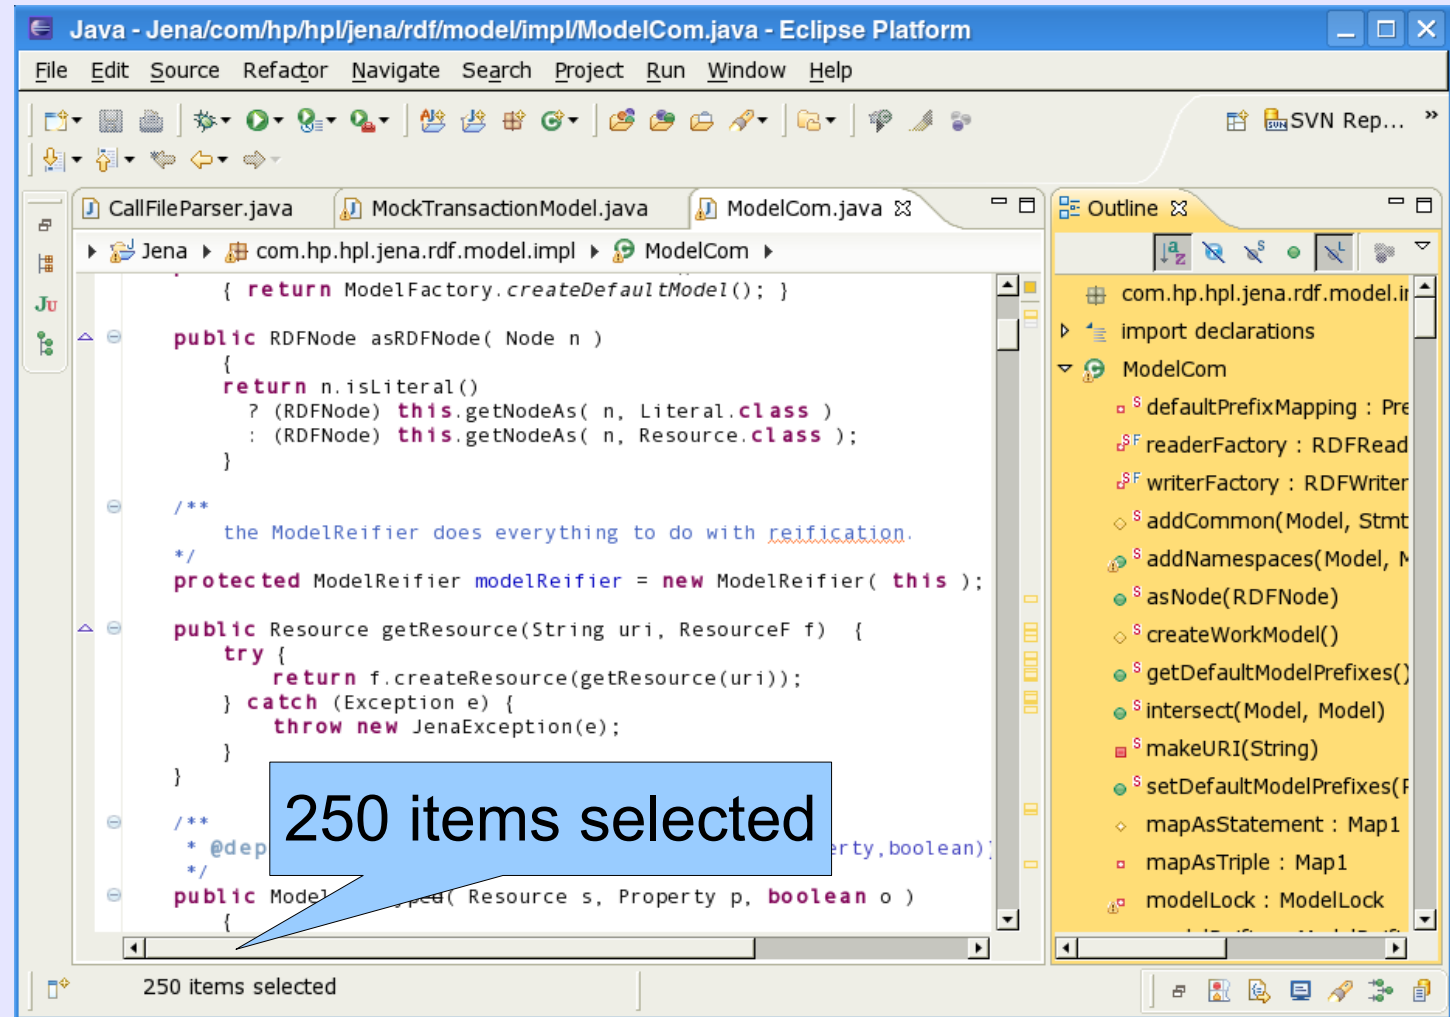 Java - Jena/com/hp/hpl/jena/rdf/model/impl/ModelCom.java - Eclipse Platform
File Edit Source Refactor Navigate Search Project Run Window Help
SVN Rep... »
CallFileParser.java MockTransactionModel.java ModelCom.java
Jena com.hp.hpl.jena.rdf.model.impl ModelCom
{ return ModelFactory.createDefaultModel(); }
public RDFNode asRDFNode( Node n )
{
return n.isLiteral()
? (RDFNode) this.getNodeAs( n, Literal.class )
: (RDFNode) this.getNodeAs( n, Resource.class );
}
/**
the ModelReifier does everything to do with reification.
*/
protected ModelReifier modelReifier = new ModelReifier( this );
public Resource getResource(String uri, ResourceF f) {
try {
return f.createResource(getResource(uri));
} catch (Exception e) {
throw new JenaException(e);
}
}
/**
* @dep erty,boolean)}
*/
public Model ( Resource s, Property p, boolean o )
{
250 items selected
Outline
com.hp.hpl.jena.rdf.model.ir
import declarations
ModelCom
S defaultPrefixMapping : Pre
SF readerFactory : RDFRead
SF writerFactory : RDFWriter
S addCommon(Model, Stmt
S addNamespaces(Model, M
S asNode(RDFNode)
S createWorkModel()
S getDefaultModelPrefixes()
S intersect(Model, Model)
S makeURI(String)
S setDefaultModelPrefixes(P
mapAsStatement : Map1
mapAsTriple : Map1
modelLock : ModelLock
250 items selected